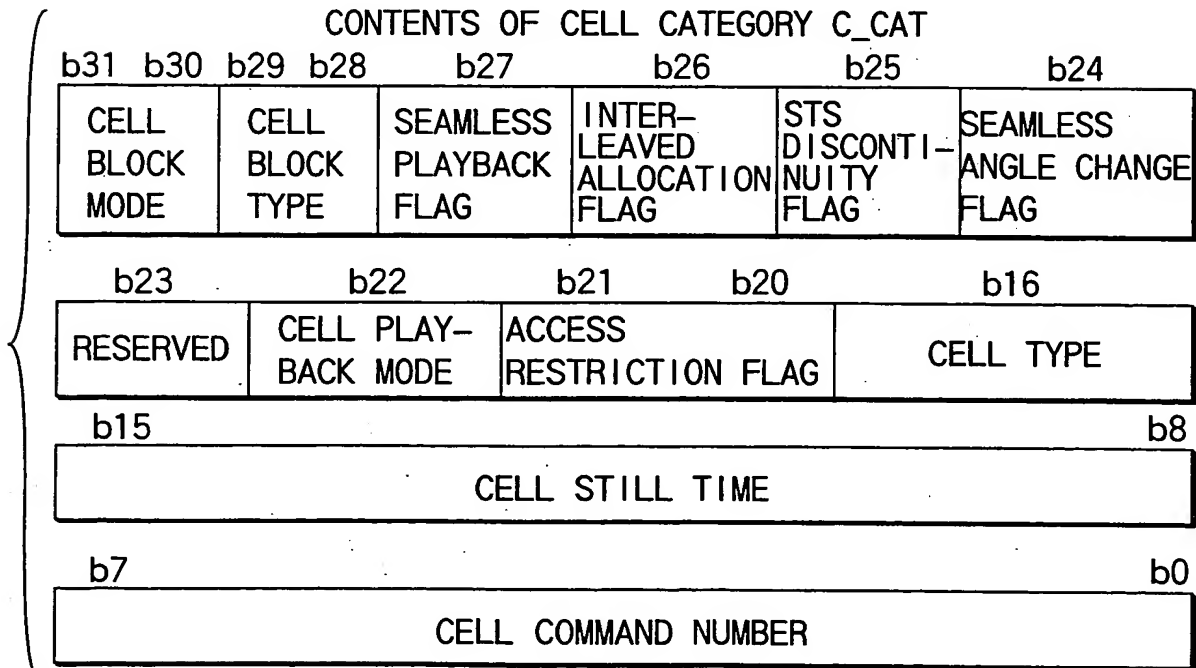 CONTENTS OF CELL CATEGORY C_CAT
b31 b30 b29 b28 b27 b26 b25 b24
CELL
BLOCK
MODE
CELL
BLOCK
TYPE
SEAMLESS
PLAYBACK
FLAG
INTER-
LEAVED
ALLOCATION
FLAG
STS
DISCONTI-
NUITY
FLAG
SEAMLESS
ANGLE CHANGE
FLAG
b23 b22 b21 b20 b16
RESERVED
CELL PLAY-
BACK MODE
ACCESS
RESTRICTION FLAG
CELL TYPE
b15 b8
CELL STILL TIME
b7 b0
CELL COMMAND NUMBER